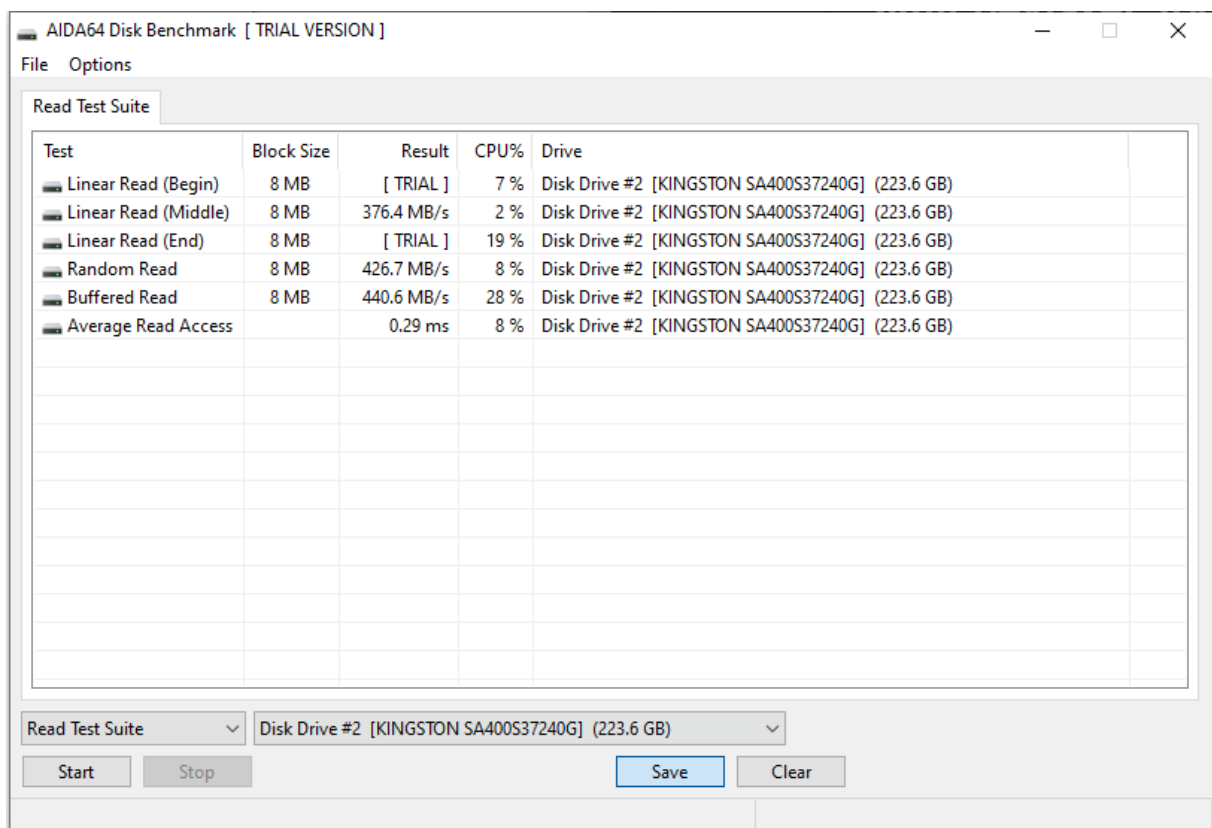 AIDA64 Disk Benchmark [ TRIAL VERSION ]
File Options
Read Test Suite
Test Block Size Result CPU% Drive
Linear Read (Begin) 8 MB [ TRIAL ] 7 % Disk Drive #2 [KINGSTON SA400S37240G] (223.6 GB)
Linear Read (Middle) 8 MB 376.4 MB/s 2 % Disk Drive #2 [KINGSTON SA400S37240G] (223.6 GB)
Linear Read (End) 8 MB [ TRIAL ] 19 % Disk Drive #2 [KINGSTON SA400S37240G] (223.6 GB)
Random Read 8 MB 426.7 MB/s 8 % Disk Drive #2 [KINGSTON SA400S37240G] (223.6 GB)
Buffered Read 8 MB 440.6 MB/s 28 % Disk Drive #2 [KINGSTON SA400S37240G] (223.6 GB)
Average Read Access 0.29 ms 8 % Disk Drive #2 [KINGSTON SA400S37240G] (223.6 GB)
Read Test Suite Disk Drive #2 [KINGSTON SA400S37240G] (223.6 GB)
Start Stop Save Clear